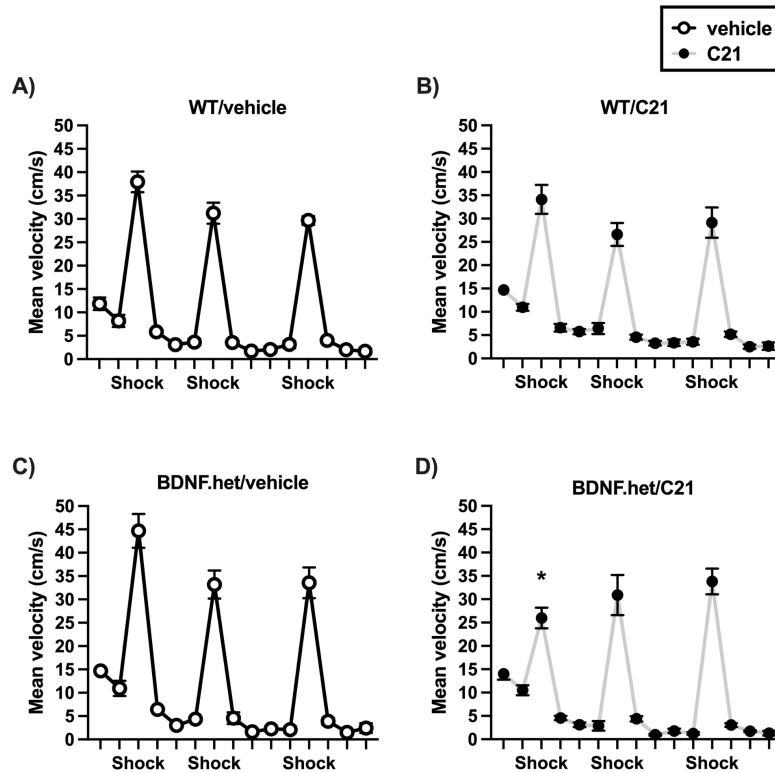 vehicle
C21
A)
WT/vehicle
Mean velocity (cm/s)
50
45
40
35
30
25
20
15
10
5
0
Shock Shock Shock
B)
WT/C21
Mean velocity (cm/s)
50
45
40
35
30
25
20
15
10
5
0
Shock Shock Shock
C)
BDNF.het/vehicle
Mean velocity (cm/s)
50
45
40
35
30
25
20
15
10
5
0
Shock Shock Shock
D)
BDNF.het/C21
Mean velocity (cm/s)
50
45
40
35
30
25
20
15
10
5
0
*
Shock Shock Shock